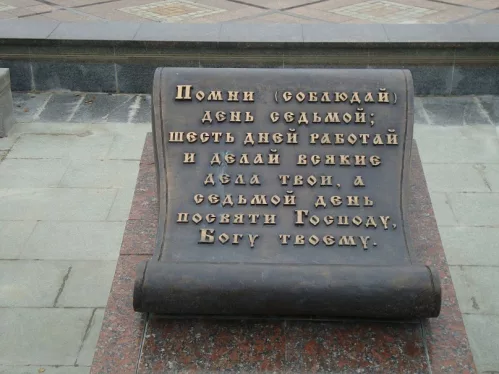 Помни (соблюдай)
день седьмой;
шесть дней работай
и делай всякие
дела твои, а
седьмой день
посвяти Господу,
Богу твоему.